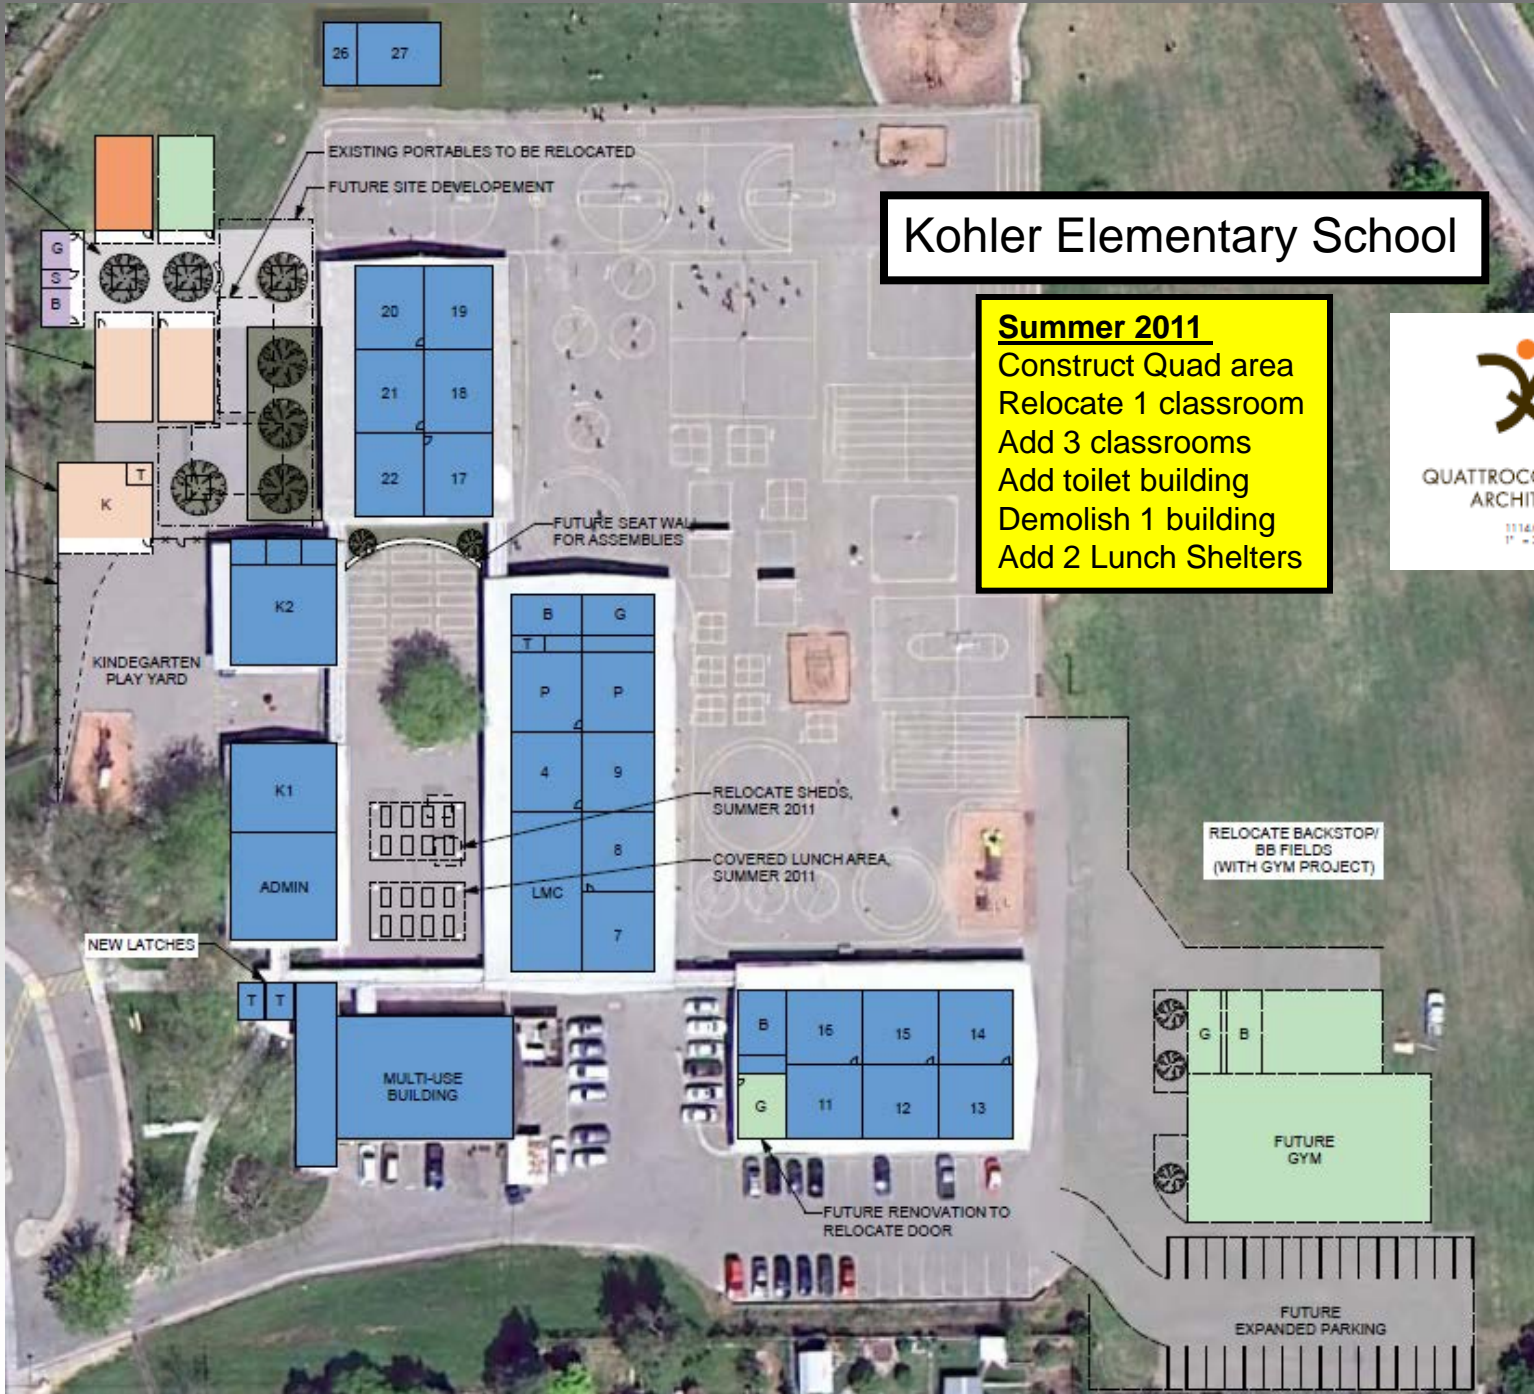 26
27
EXISTING PORTABLES TO BE RELOCATED
FUTURE SITE DEVELOPEMENT
Kohler Elementary School
G
S
B
20
19
21
18
22
17
Summer 2011
Construct Quad area
Relocate 1 classroom
Add 3 classrooms
Add toilet building
Demolish 1 building
Add 2 Lunch Shelters
QUATTROCC
ARCHIT
T
K
FUTURE SEAT WALL
FOR ASSEMBLIES
K2
B
G
T
KINDEGARTEN
PLAY YARD
P
P
4
9
K1
RELOCATE SHEDS,
SUMMER 2011
8
COVERED LUNCH AREA,
SUMMER 2011
ADMIN
LMC
7
RELOCATE BACKSTOP/
BB FIELDS
(WITH GYM PROJECT)
NEW LATCHES
T
T
B
16
15
14
G
B
MULTI-USE
BUILDING
G
11
12
13
FUTURE
GYM
FUTURE RENOVATION TO
RELOCATE DOOR
FUTURE
EXPANDED PARKING